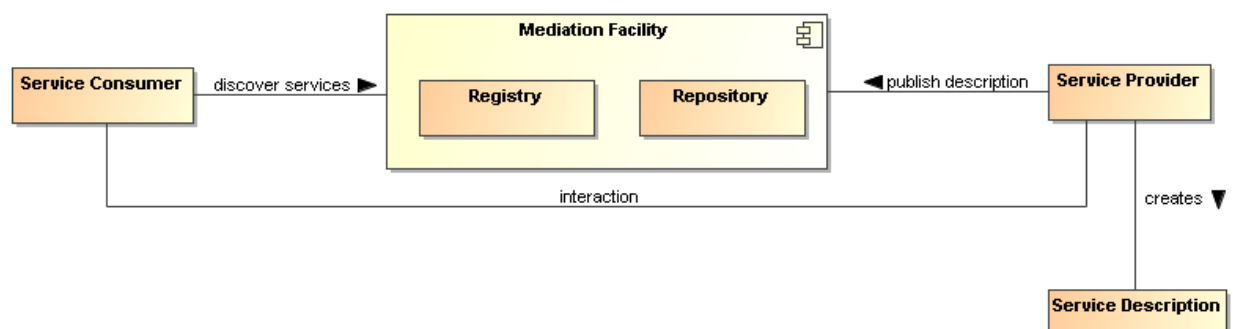 Mediation Facility
Service Consumer
discover services
Registry
Repository
publish description
Service Provider
interaction
creates
Service Description